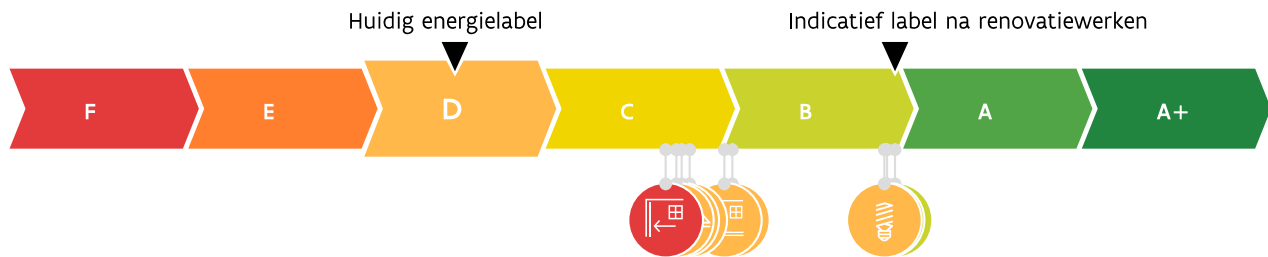 Huidig energielabel Indicatief label na renovatiewerken
F E D C B A A+